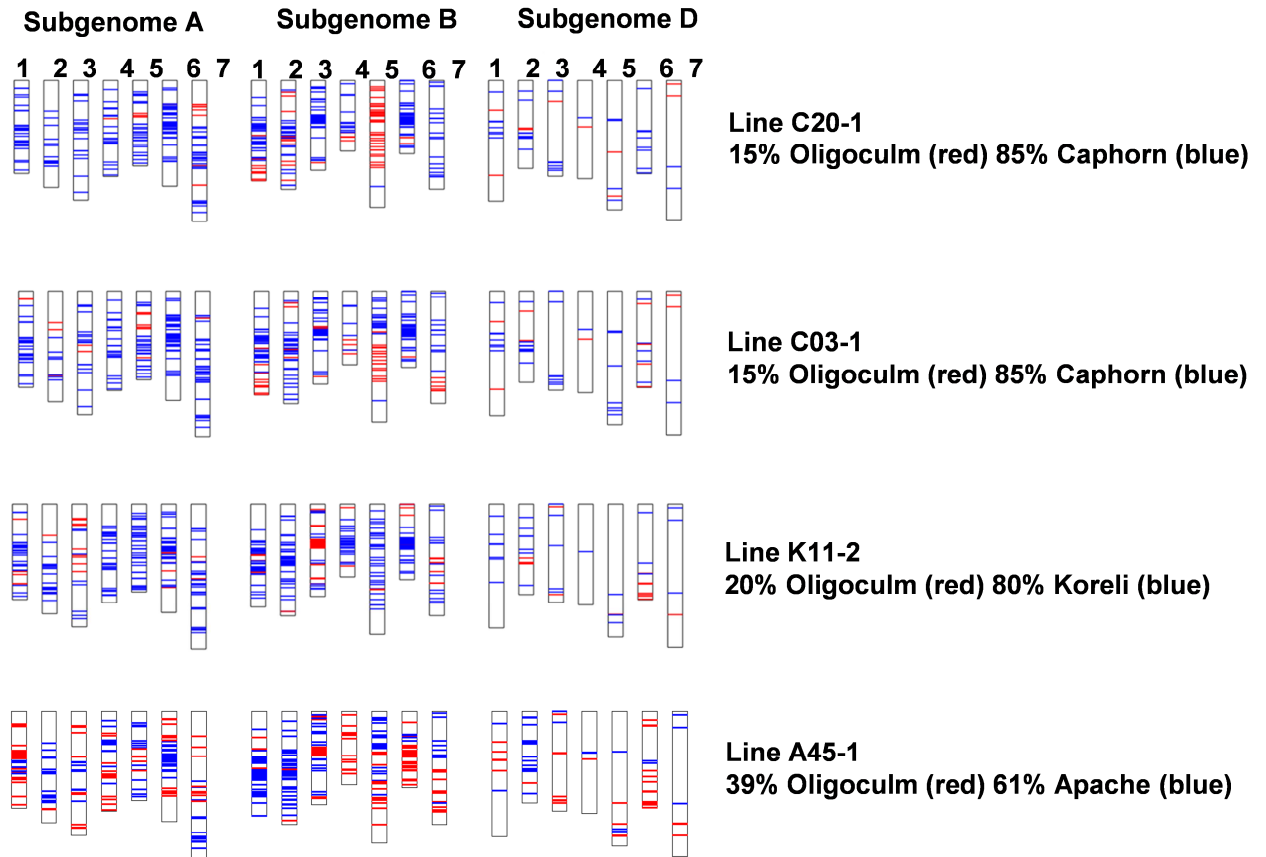 Subgenome A Subgenome B Subgenome D
1 2 3 4 5 6 7 1 2 3 4 5 6 7 1 2 3 4 5 6 7
Line C20-1
15% Oligoculm (red) 85% Caphorn (blue)
Line C03-1
15% Oligoculm (red) 85% Caphorn (blue)
Line K11-2
20% Oligoculm (red) 80% Koreli (blue)
Line A45-1
39% Oligoculm (red) 61% Apache (blue)